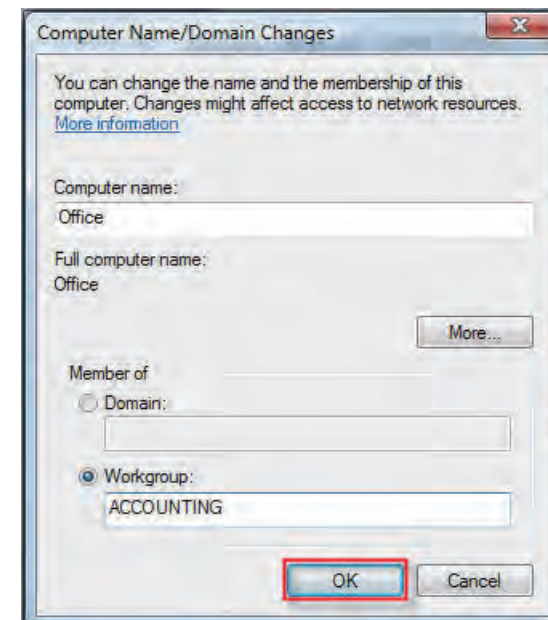 Computer Name/Domain Changes
You can change the name and the membership of this
computer. Changes might affect access to network resources.
More information
Computer name:
Office
Full computer name:
Office
More...
Member of
Domain:
Workgroup:
ACCOUNTING
OK
Cancel